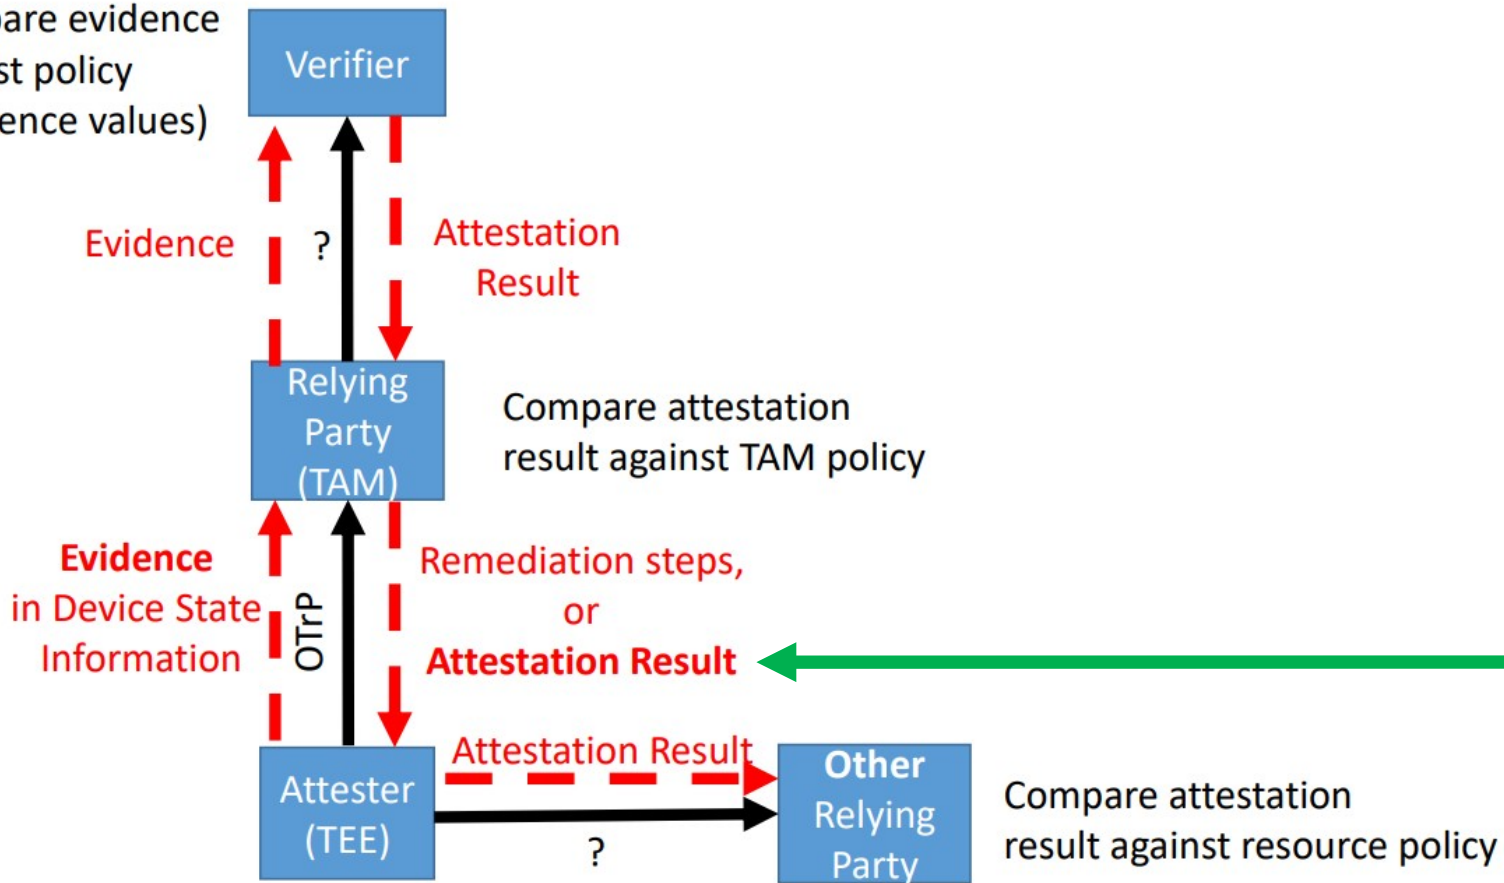 are evidence
Verifier
st policy
ence values)
Evidence
?
Attestation
Result
Relying
Party
(TAM)
Compare attestation
result against TAM policy
Evidence
in Device State
Information
OTrP
Remediation steps,
or
Attestation Result
Attestation Result
Attester
(TEE)
?
Other
Relying
Party
Compare attestation
result against resource policy